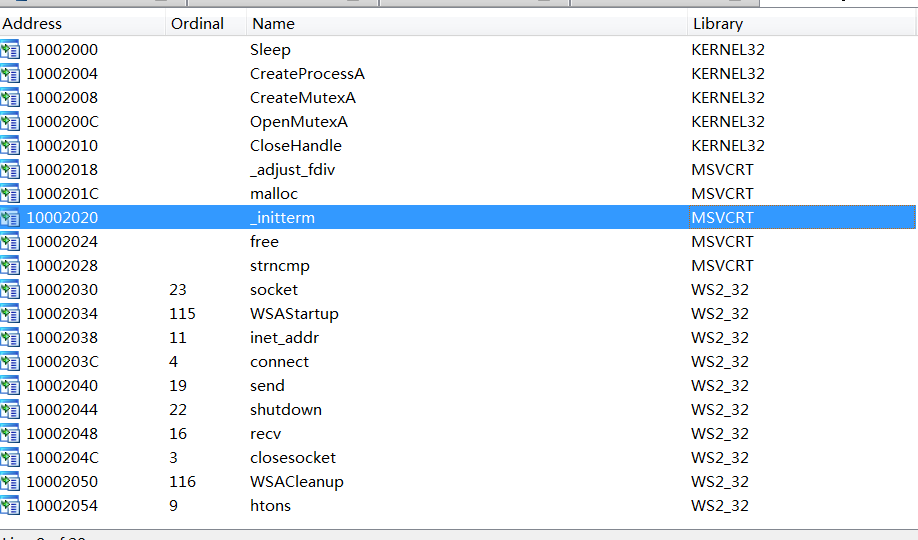 Address Ordinal Name Library
10002000 Sleep KERNEL32
10002004 CreateProcessA KERNEL32
10002008 CreateMutexA KERNEL32
1000200C OpenMutexA KERNEL32
10002010 CloseHandle KERNEL32
10002018 _adjust_fdiv MSVCRT
1000201C malloc MSVCRT
10002020 _initterm MSVCRT
10002024 free MSVCRT
10002028 strncmp MSVCRT
10002030 23 socket WS2_32
10002034 115 WSAStartup WS2_32
10002038 11 inet_addr WS2_32
1000203C 4 connect WS2_32
10002040 19 send WS2_32
10002044 22 shutdown WS2_32
10002048 16 recv WS2_32
1000204C 3 closesocket WS2_32
10002050 116 WSACleanup WS2_32
10002054 9 htons WS2_32